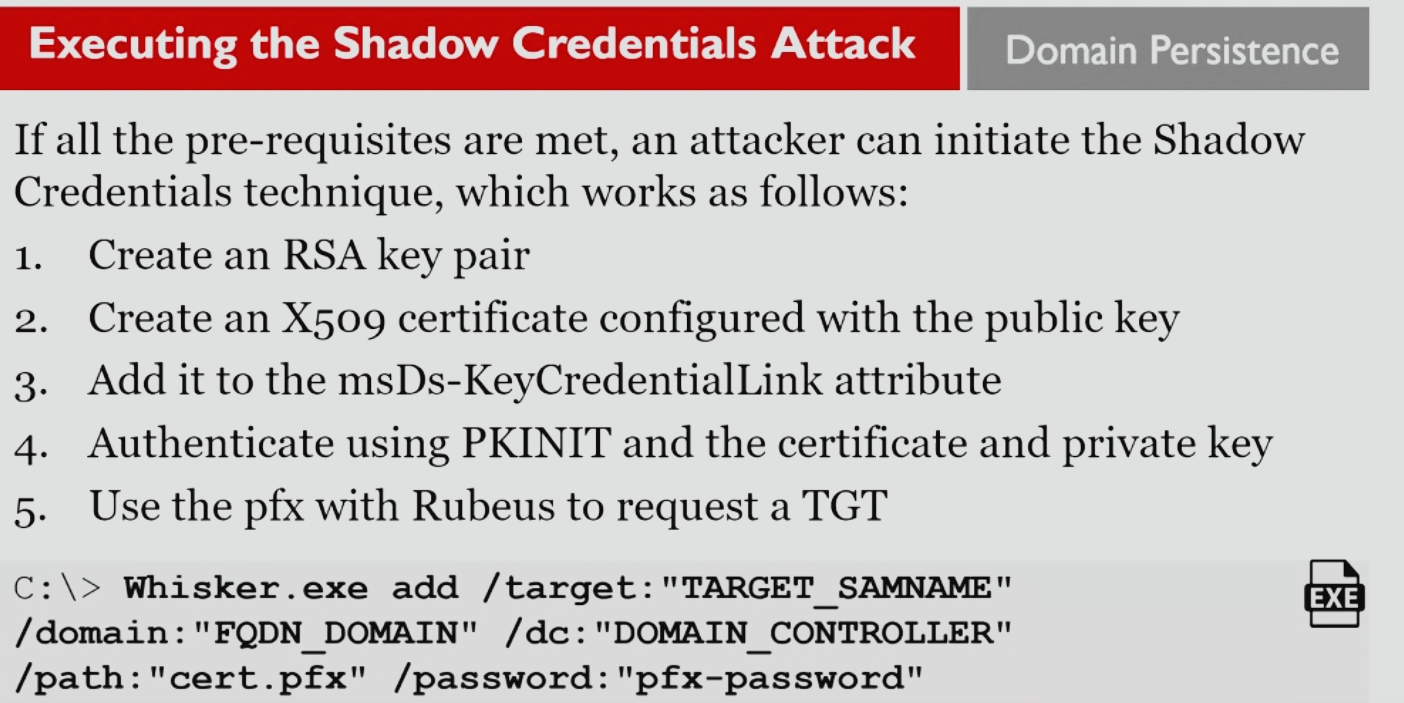 Executing the Shadow Credentials Attack
Domain Persistence
If all the pre-requisites are met, an attacker can initiate the Shadow
Credentials technique, which works as follows:
1. Create an RSA key pair
2. Create an X509 certificate configured with the public key
3. Add it to the msDs-KeyCredentialLink attribute
4. Authenticate using PKINIT and the certificate and private key
5. Use the pfx with Rubeus to request a TGT
C:\> Whisker.exe add /target:"TARGET_SAMNAME"
/domain:"FQDN_DOMAIN" /dc:"DOMAIN_CONTROLLER"
/path:"cert.pfx" /password:"pfx-password"
EXE